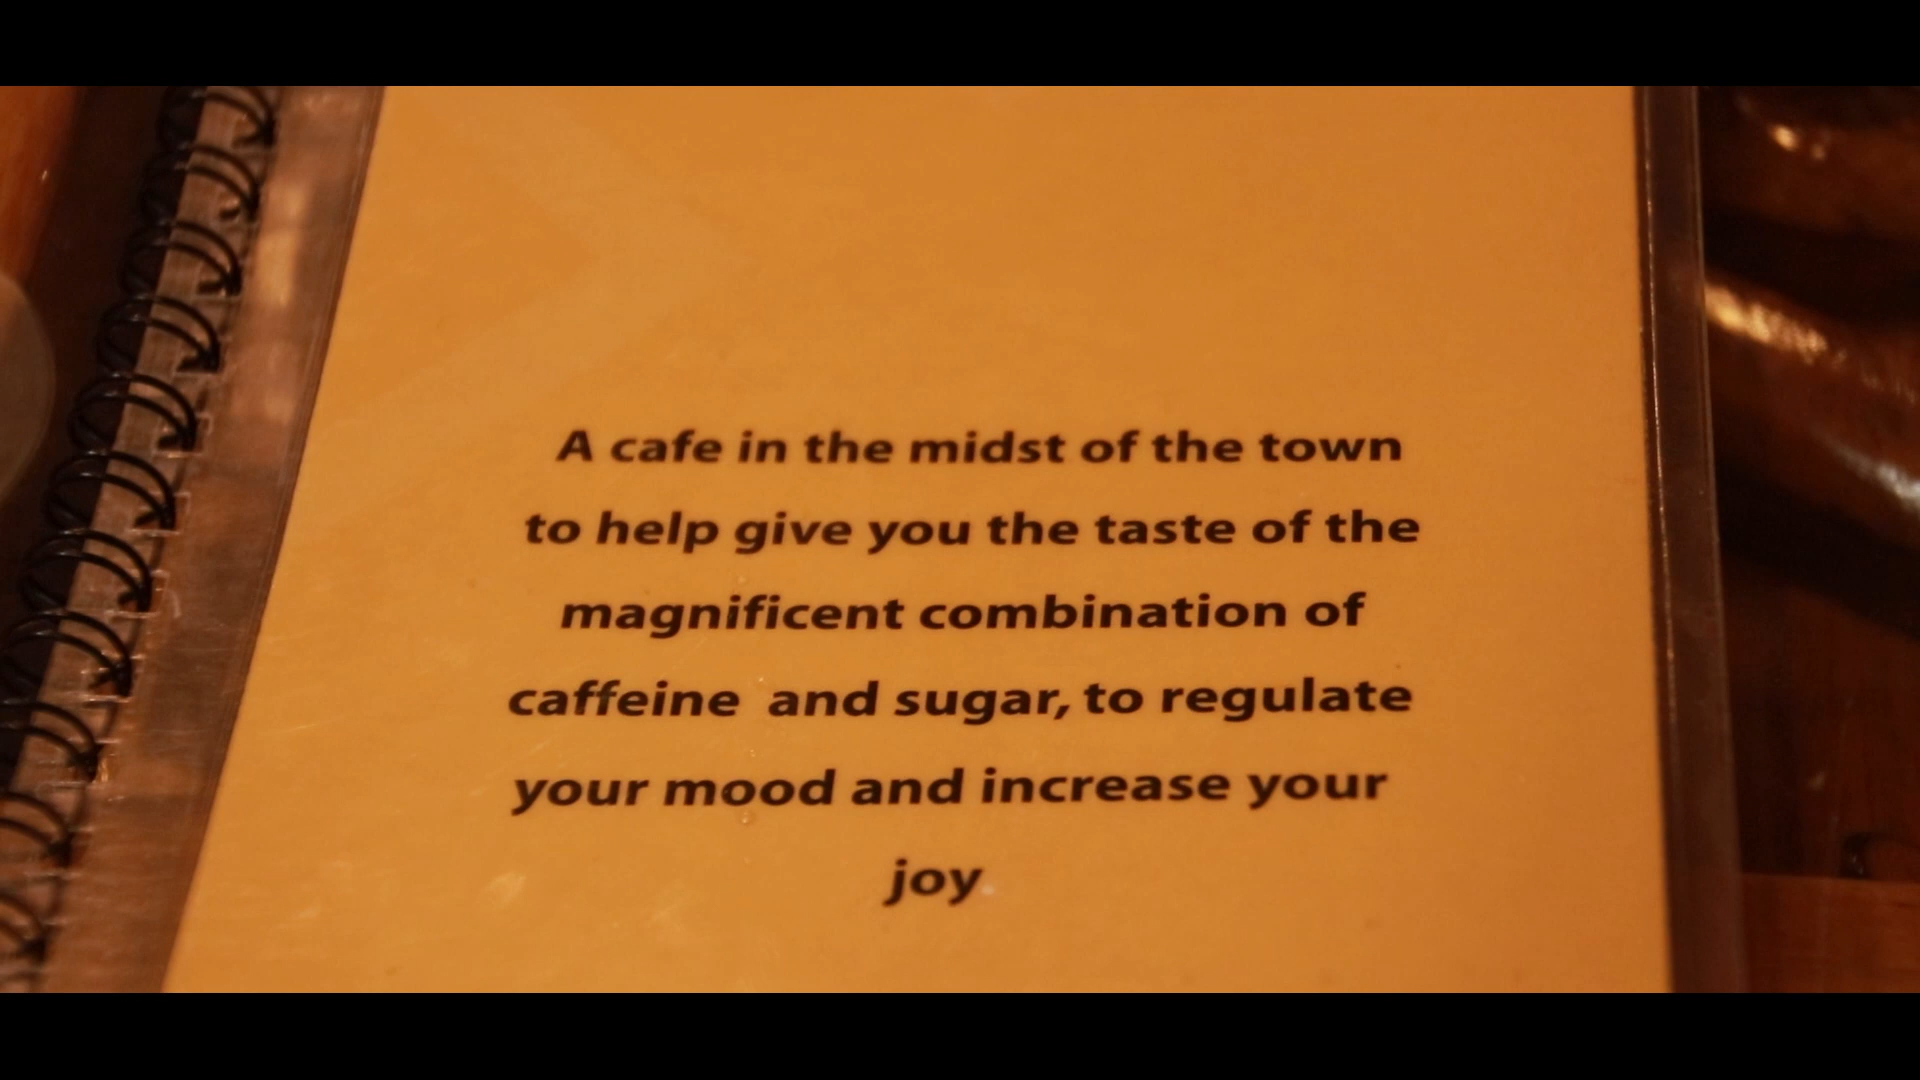 A cafe in the midst of the town
to help give you the taste of the
magnificent combination of
caffeine  and sugar, to regulate
your mood and increase your
joy